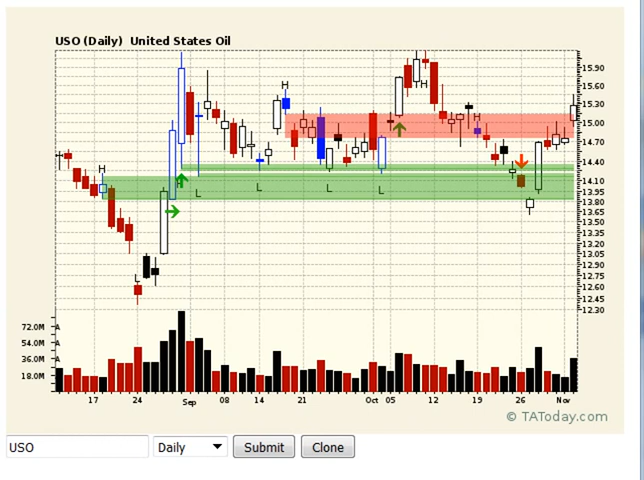 USO (Daily) United States Oil
15.90
15.60
15.30
15.00
14.70
14.40
14.10
13.95
13.80
13.65
13.50
13.35
13.20
13.05
12.90
12.75
12.60
12.45
12.30
H
H
H
H
L
L
L
L
L
72.0M A
54.0M A
36.0M A
18.0M A
17 24 Sep 08 14 21 Oct 05 12 19 26 Nov
© TAToday.com
USO Daily Submit Clone